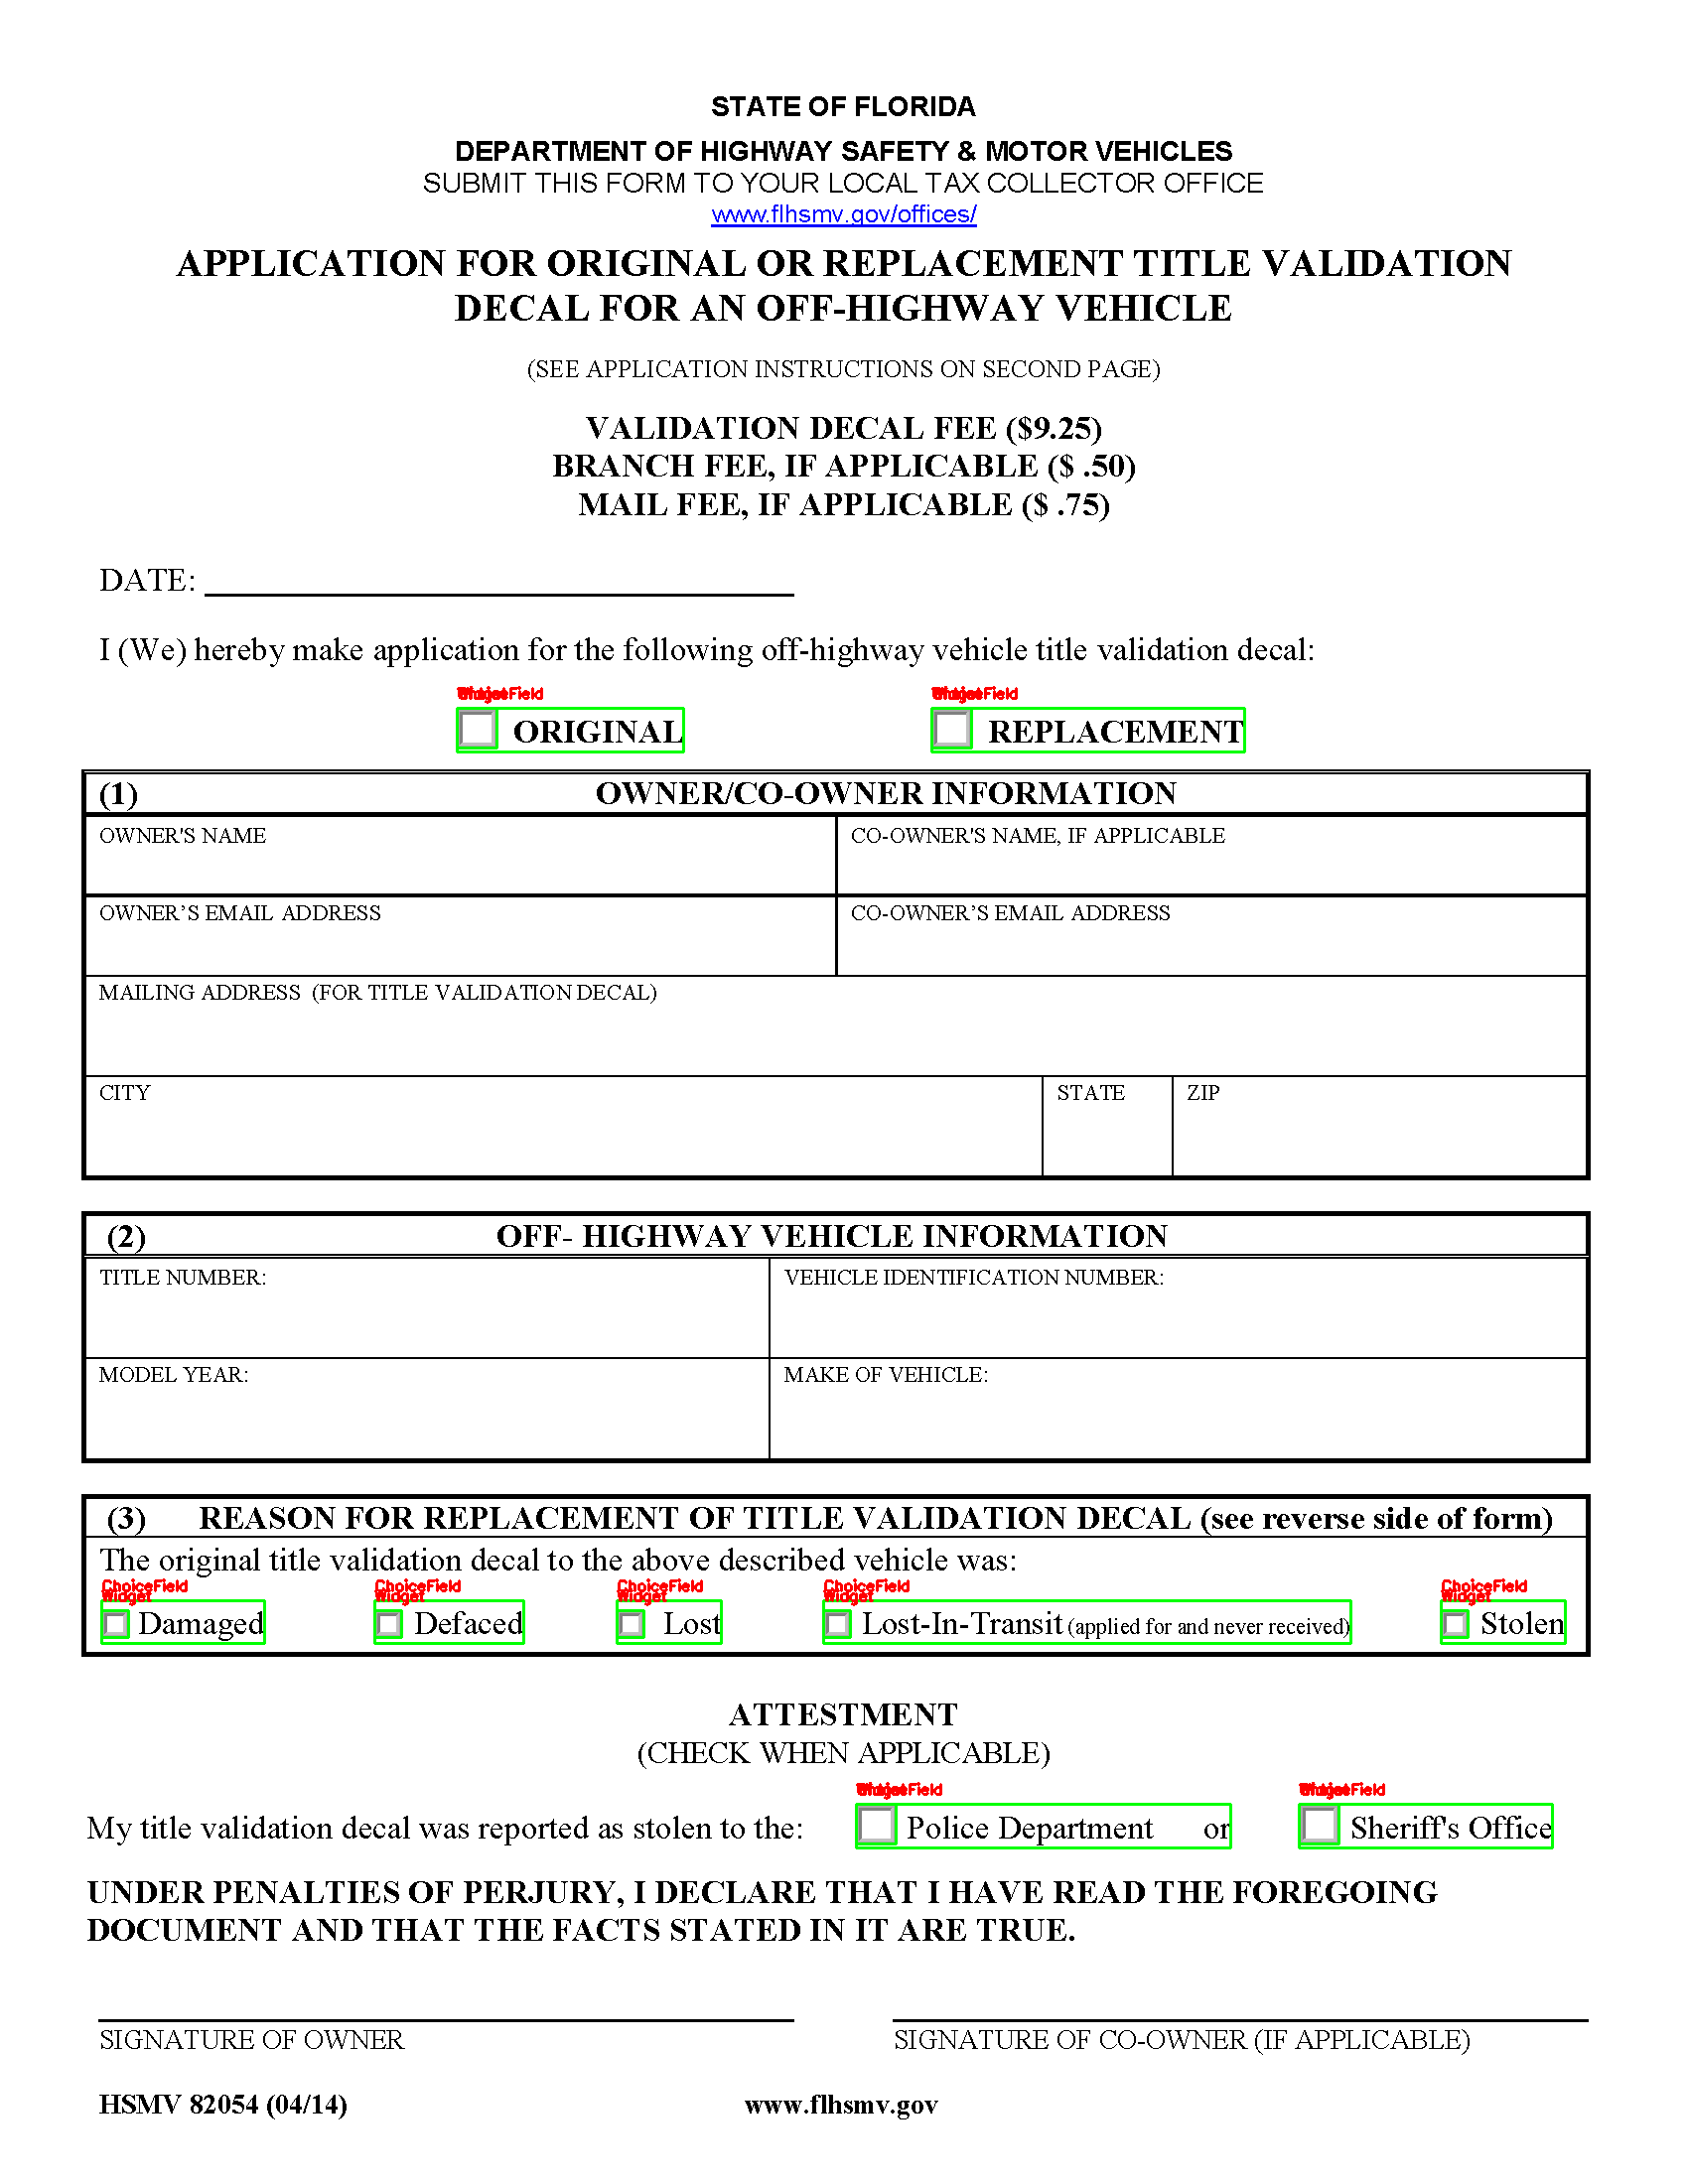 STATE OF FLORIDA
DEPARTMENT OF HIGHWAY SAFETY & MOTOR VEHICLES
SUBMIT THIS FORM TO YOUR LOCAL TAX COLLECTOR OFFICE
www.flhsmv.gov/offices/
APPLICATION FOR ORIGINAL OR REPLACEMENT TITLE VALIDATION
DECAL FOR AN OFF-HIGHWAY VEHICLE
(SEE APPLICATION INSTRUCTIONS ON SECOND PAGE)
VALIDATION DECAL FEE ($9.25)
BRANCH FEE, IF APPLICABLE ($ .50)
MAIL FEE, IF APPLICABLE ($ .75)
DATE:
I (We) hereby make application for the following off-highway vehicle title validation decal:
Field Field
ORIGINAL REPLACEMENT
(1) OWNER/CO-OWNER INFORMATION
OWNER'S NAME CO-OWNER'S NAME, IF APPLICABLE
OWNER’S EMAIL ADDRESS CO-OWNER’S EMAIL ADDRESS
MAILING ADDRESS (FOR TITLE VALIDATION DECAL)
CITY STATE ZIP
(2) OFF- HIGHWAY VEHICLE INFORMATION
TITLE NUMBER: VEHICLE IDENTIFICATION NUMBER:
MODEL YEAR: MAKE OF VEHICLE:
(3) REASON FOR REPLACEMENT OF TITLE VALIDATION DECAL (see reverse side of form)
The original title validation decal to the above described vehicle was:
ChoiceField ChoiceField ChoiceField ChoiceField ChoiceField
Widget Widget Widget Widget Widget
Damaged Defaced Lost Lost-In-Transit (applied for and never received) Stolen
ATTESTMENT
(CHECK WHEN APPLICABLE)
Field Field
My title validation decal was reported as stolen to the: Police Department or Sheriff's Office
UNDER PENALTIES OF PERJURY, I DECLARE THAT I HAVE READ THE FOREGOING
DOCUMENT AND THAT THE FACTS STATED IN IT ARE TRUE.
SIGNATURE OF OWNER SIGNATURE OF CO-OWNER (IF APPLICABLE)
HSMV 82054 (04/14) www.flhsmv.gov